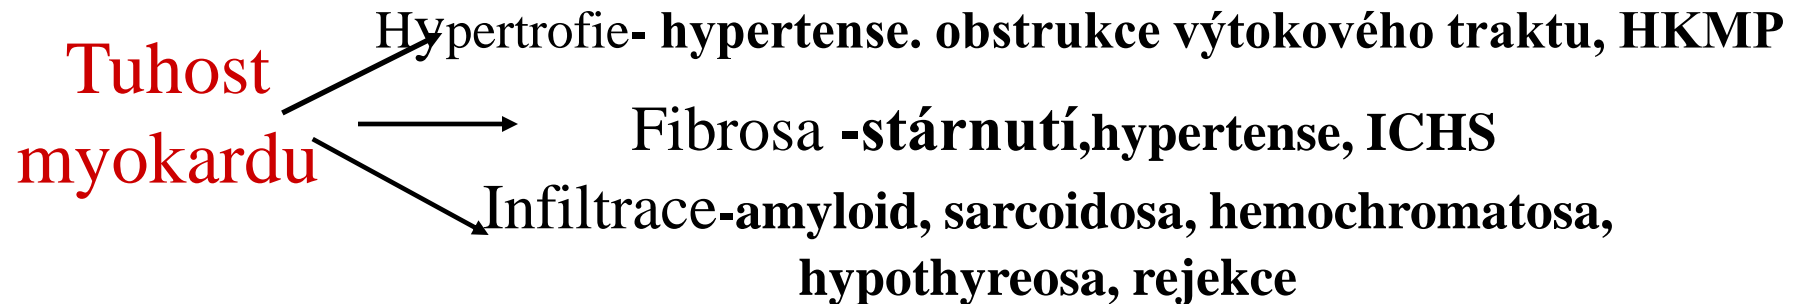 Tuhost
myokardu
Hypertrofie- hypertense. obstrukce výtokového traktu, HKMP
Fibrosa -stárnutí,hypertense, ICHS
Infiltrace-amyloid, sarcoidosa, hemochromatosa,
hypothyreosa, rejekce